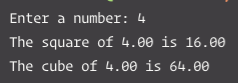 Enter a number: 4
The square of 4.00 is 16.00
The cube of 4.00 is 64.00